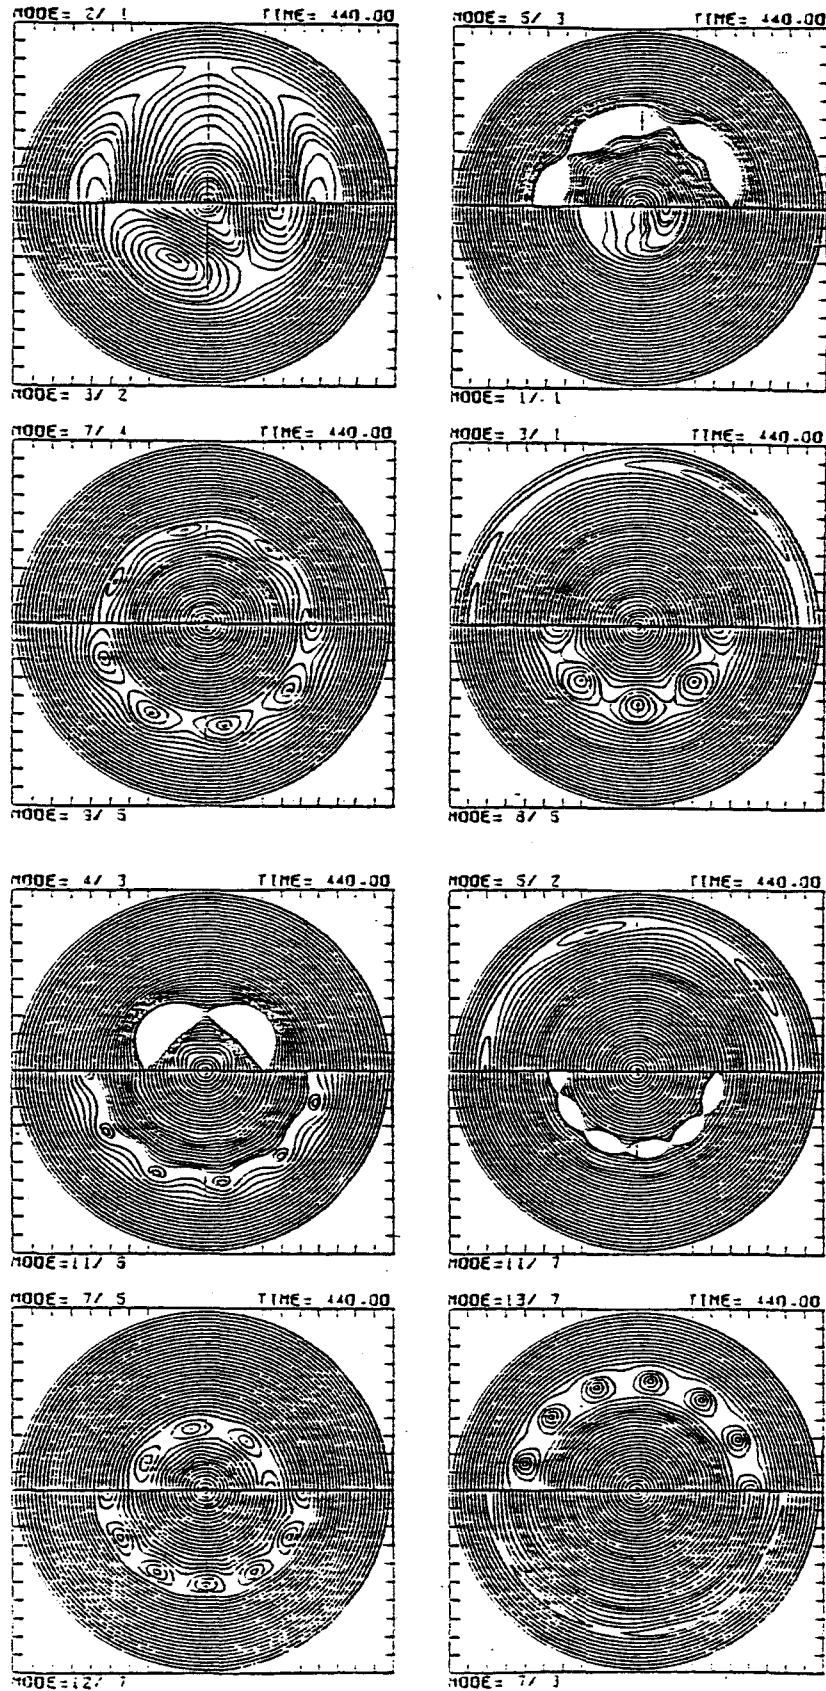 MODE= 2/ 1 TIME= 440.00
MODE= 5/ 3 TIME= 440.00
MODE= 3/ 2
MODE= 1/ 1
MODE= 7/ 4 TIME= 440.00
MODE= 3/ 1 TIME= 440.00
MODE= 9/ 5
MODE= 8/ 5
MODE= 4/ 3 TIME= 440.00
MODE= 5/ 2 TIME= 440.00
MODE=11/ 6
MODE=11/ 7
MODE= 7/ 5 TIME= 440.00
MODE=13/ 7 TIME= 440.00
MODE=12/ 7
MODE= 7/ 3